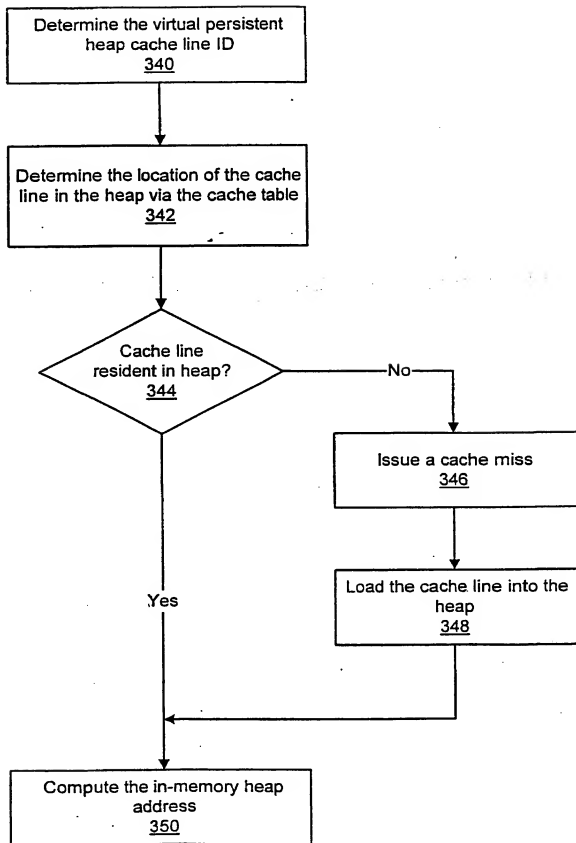 Determine the virtual persistent
heap cache line ID
340
Determine the location of the cache
line in the heap via the cache table
342
Cache line
resident in heap?
344
No
Issue a cache miss
346
Load the cache line into the
heap
348
Yes
Compute the in-memory heap
address
350